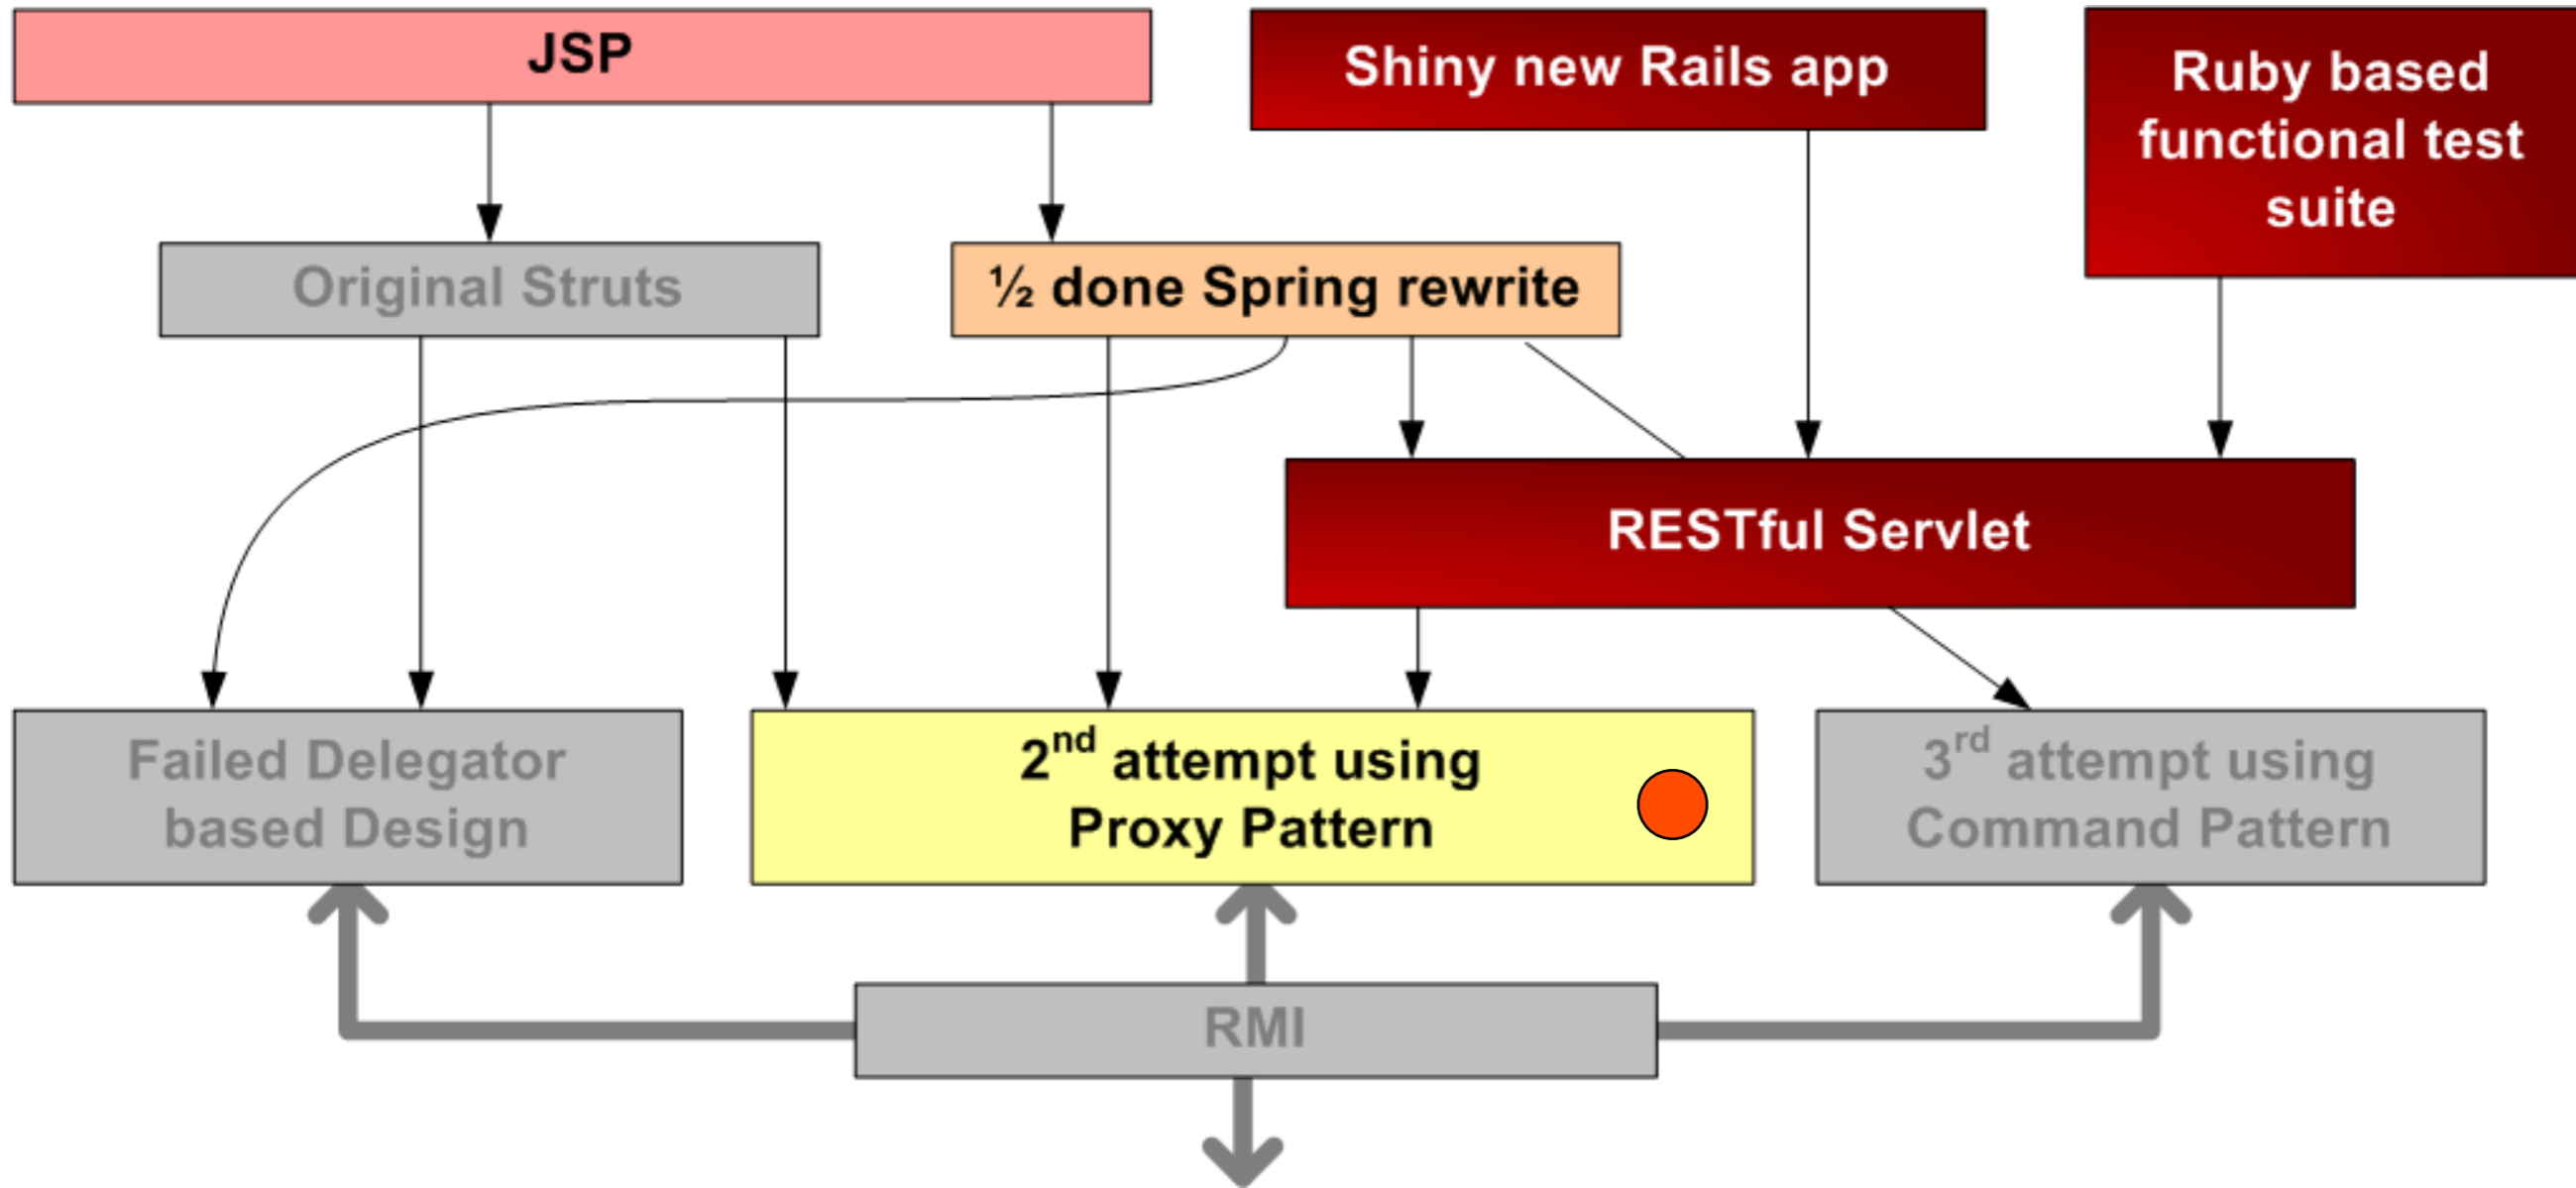 JSP
Shiny new Rails app
Ruby based
functional test
suite
Original Struts
½ done Spring rewrite
RESTful Servlet
Failed Delegator
based Design
2nd attempt using
Proxy Pattern
3rd attempt using
Command Pattern
RMI